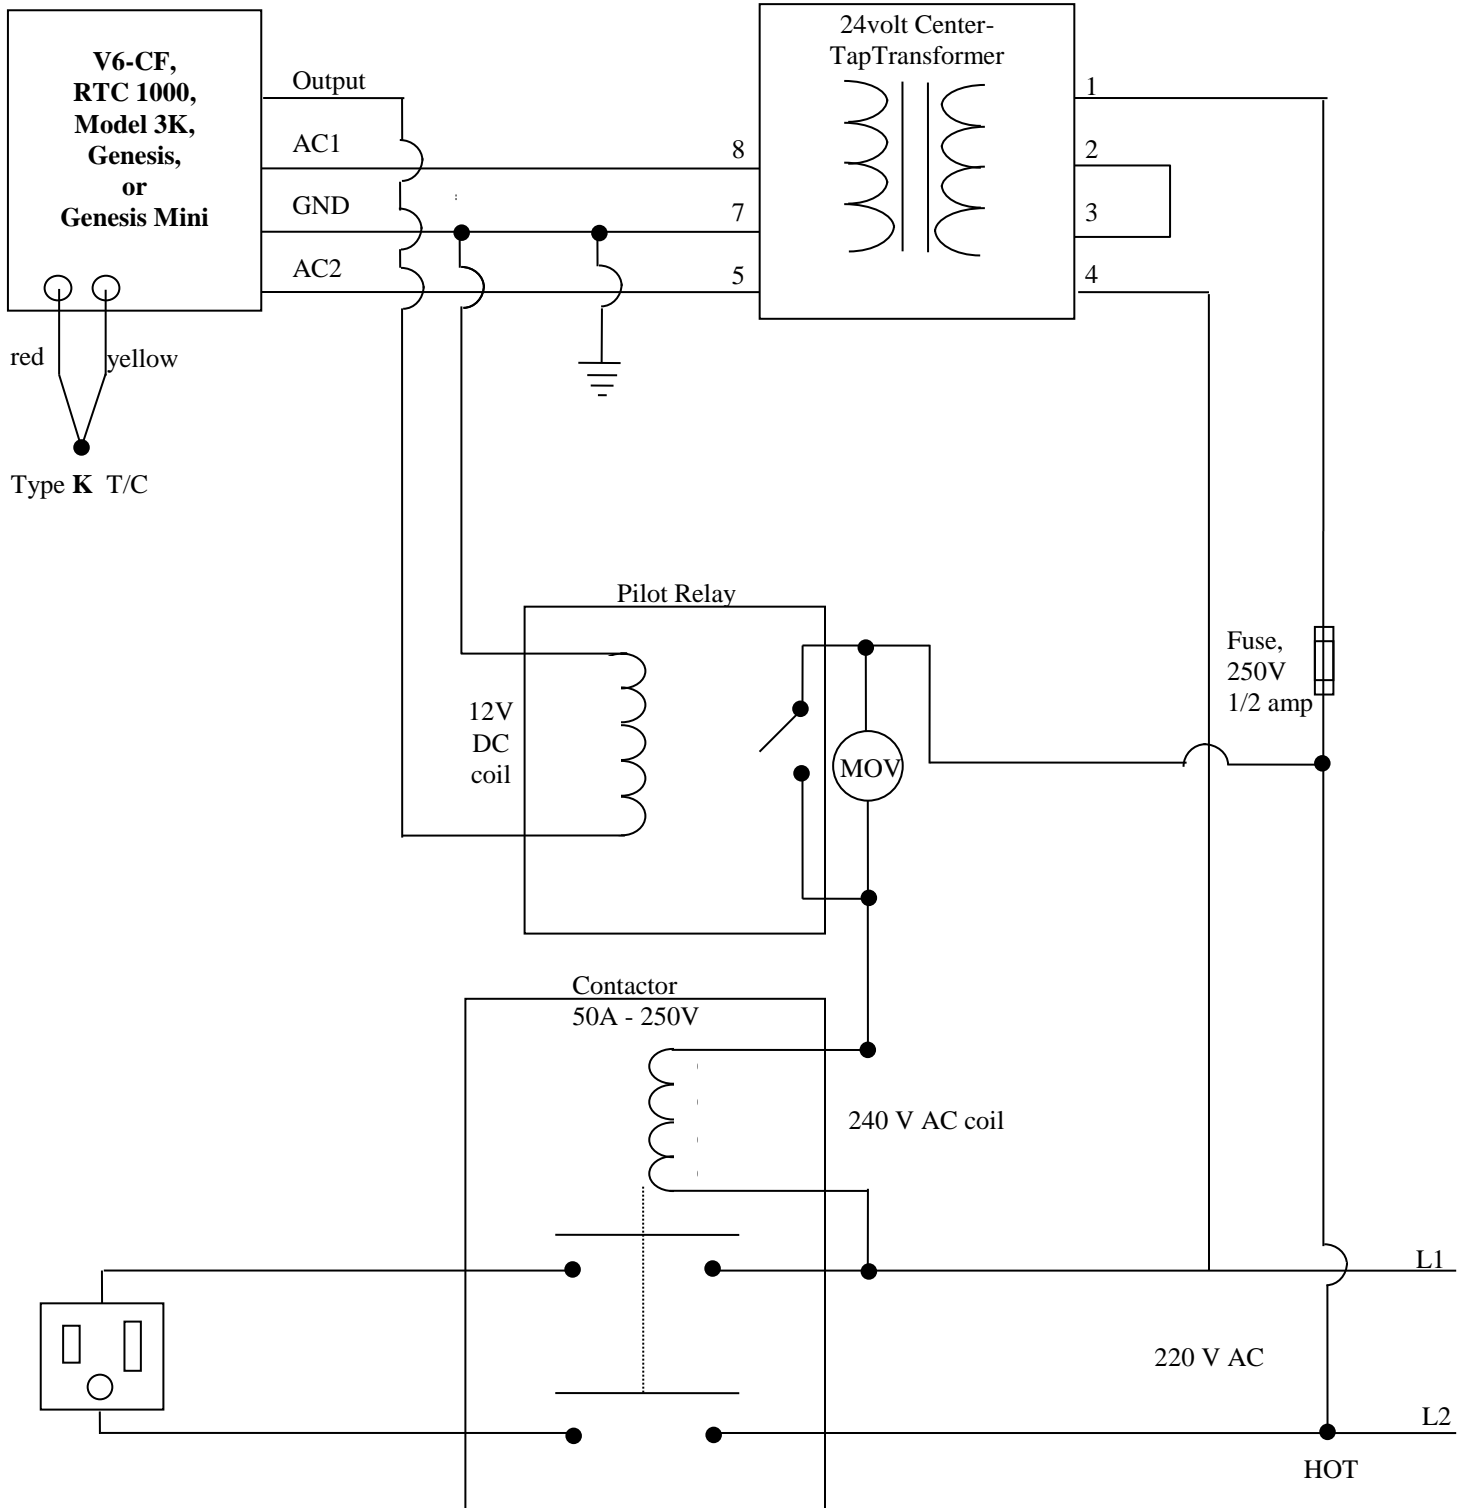 V6-CF,
RTC 1000,
Model 3K,
Genesis,
or
Genesis Mini
Output
AC1
GND
AC2
red
yellow
Type K T/C
24volt Center-
TapTransformer
8
7
5
1
2
3
4
Pilot Relay
12V
DC
coil
MOV
Fuse,
250V
1/2 amp
Contactor
50A - 250V
240 V AC coil
L1
220 V AC
L2
HOT